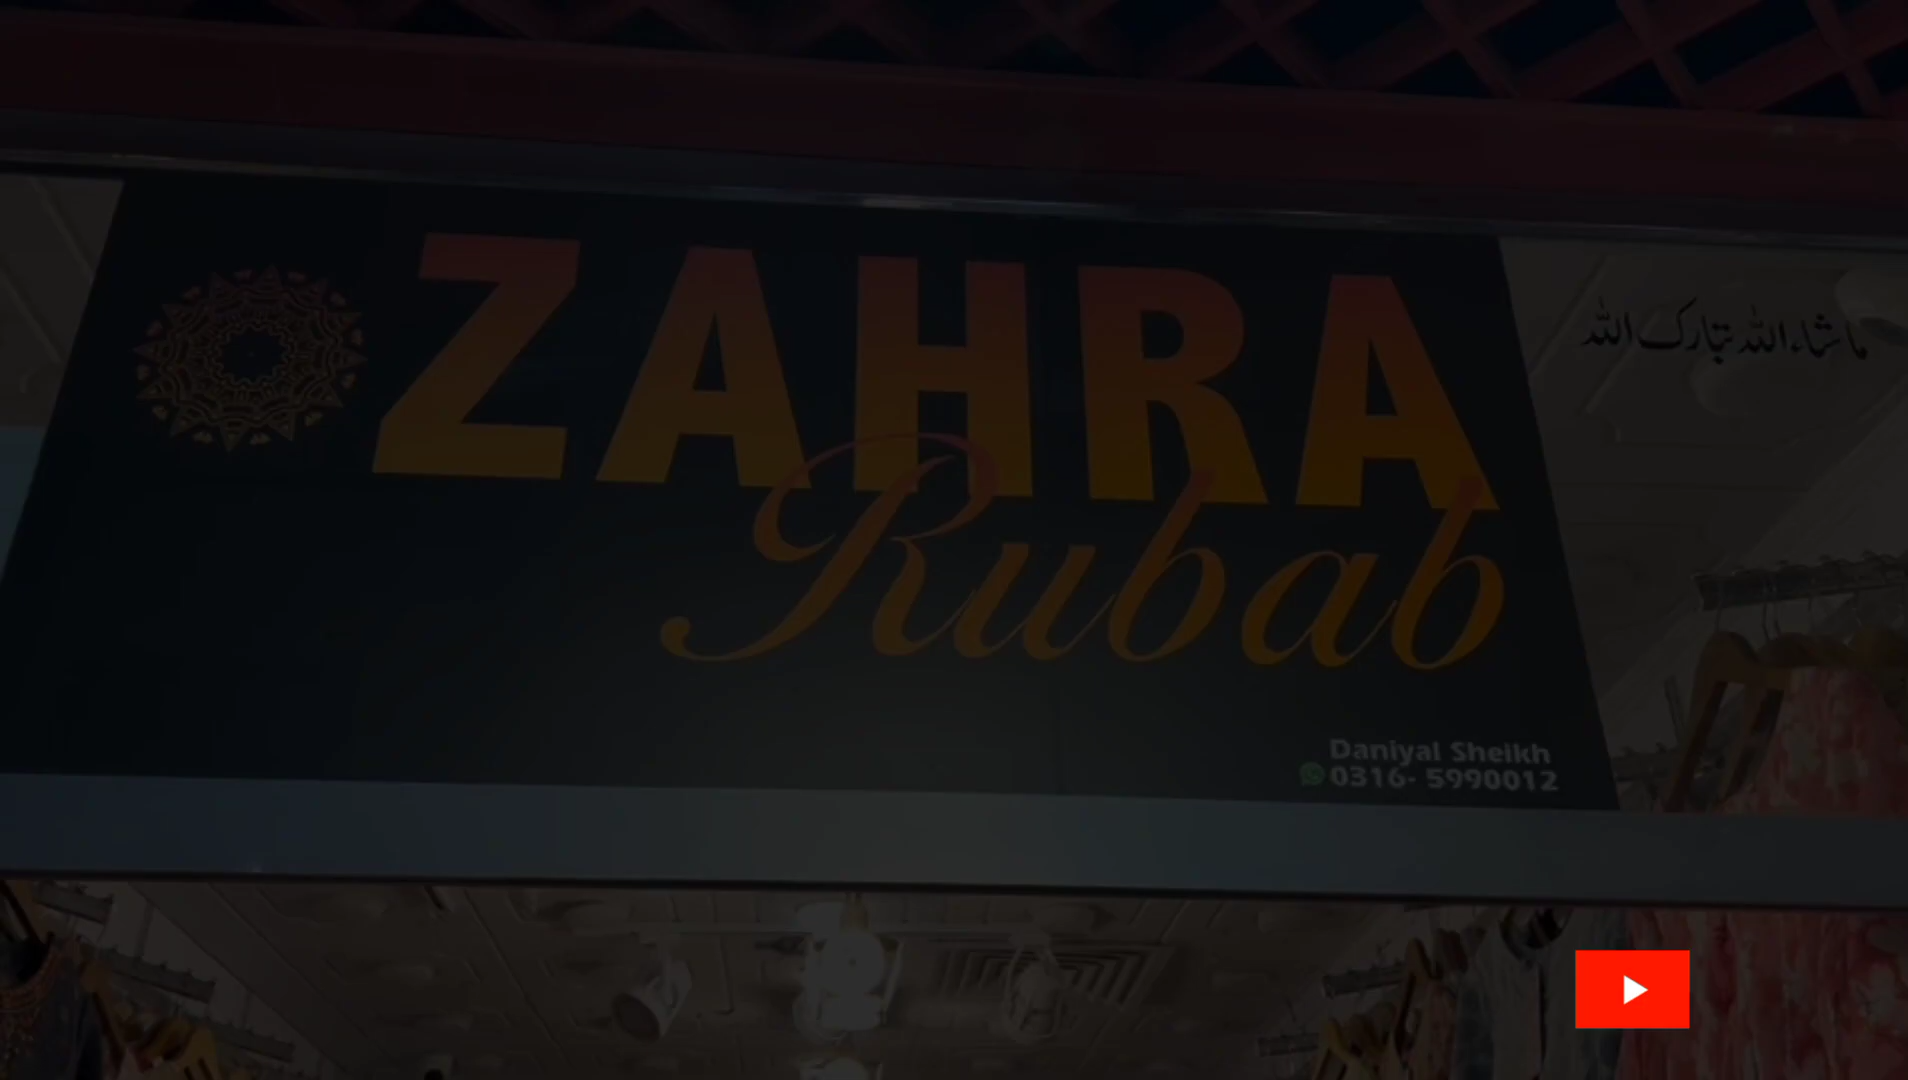 ZAHRA
ماشاءاللہ تبارک اللہ
Rubab
Daniyal Sheikh
0316- 5990012